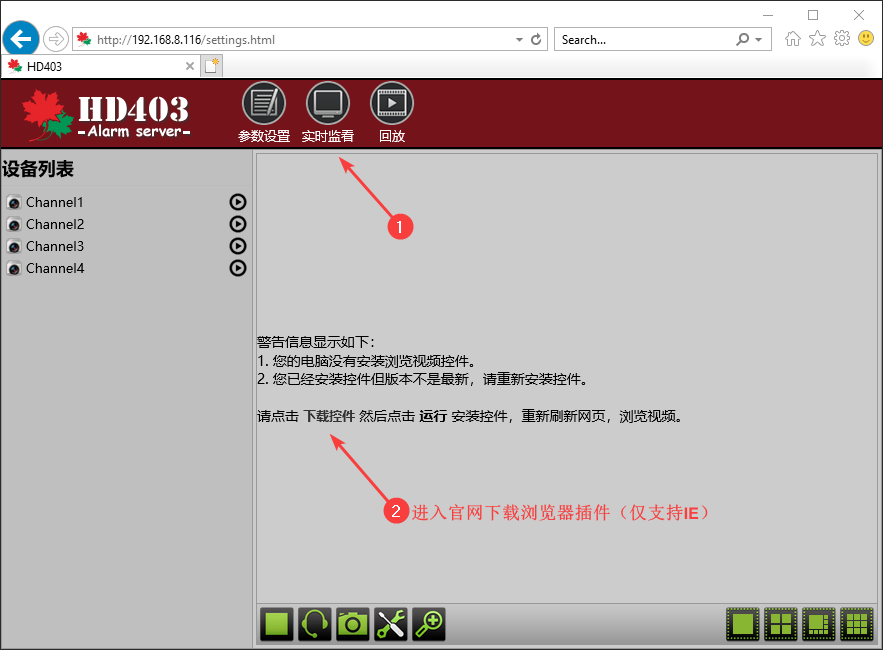 http://192.168.8.116/settings.html
Search...
HD403
HD403
-Alarm server-
参数设置
实时监看
回放
设备列表
Channel1
Channel2
Channel3
Channel4
1
警告信息显示如下：
1. 您的电脑没有安装浏览视频控件。
2. 您已经安装控件但版本不是最新，请重新安装控件。
请点击 下载控件 然后点击 运行 安装控件，重新刷新网页，浏览视频。
2 进入官网下载浏览器插件（仅支持IE）